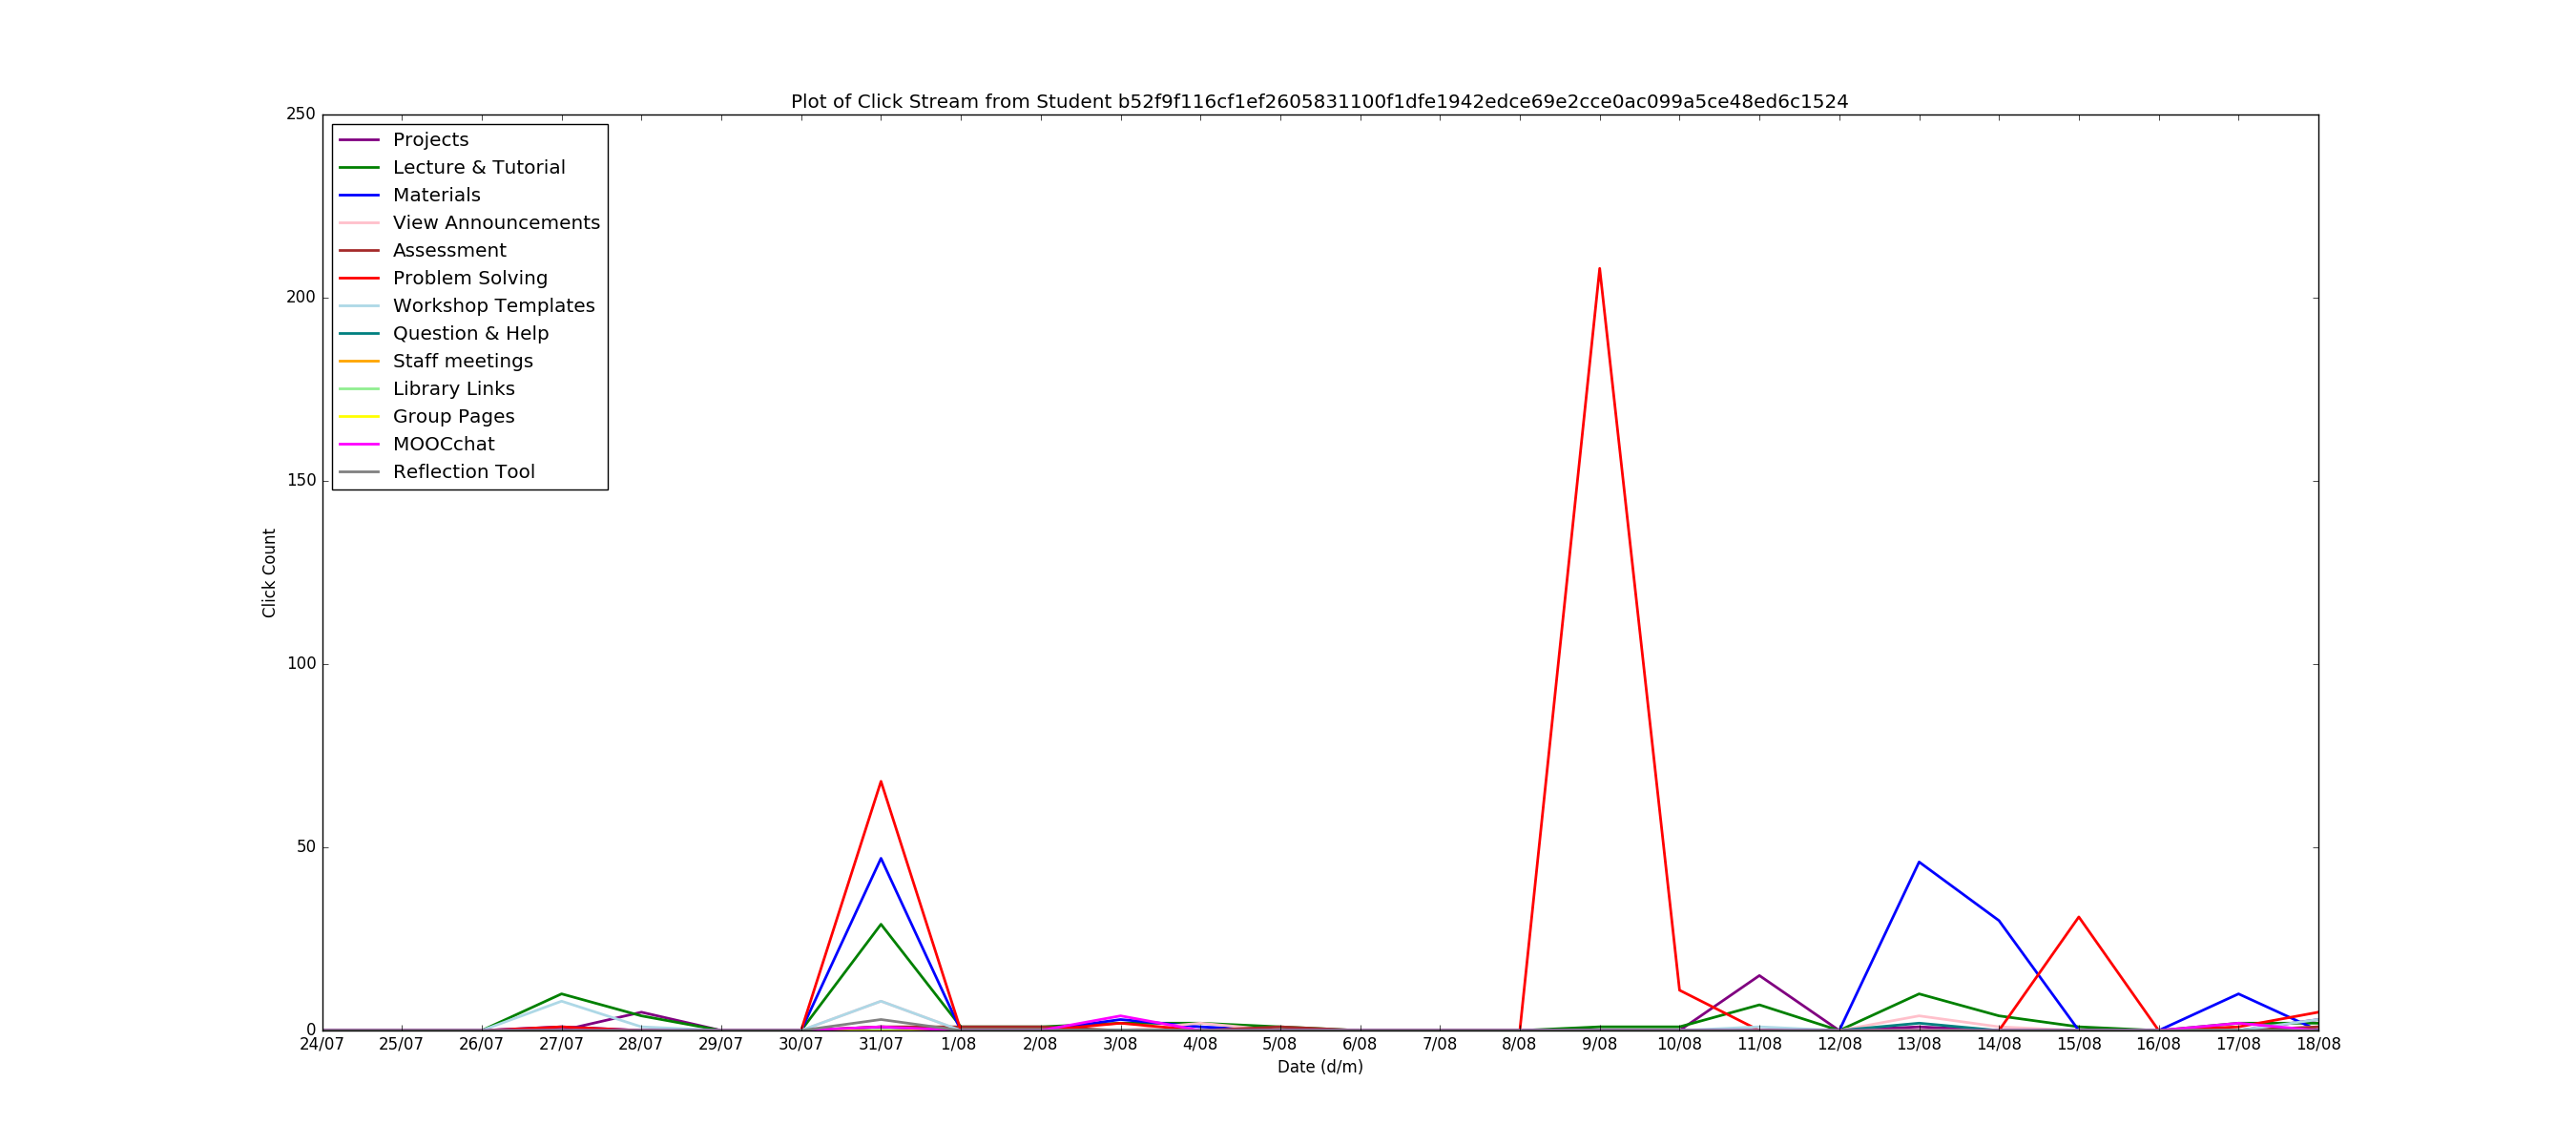 Plot of Click Stream from Student b52f9f116cf1ef2605831100f1dfe1942edce69e2cce0ac099a5ce48ed6c1524
250
200
150
100
50
0
Click Count
Projects
Lecture & Tutorial
Materials
View Announcements
Assessment
Problem Solving
Workshop Templates
Question & Help
Staff meetings
Library Links
Group Pages
MOOCchat
Reflection Tool
24/07 25/07 26/07 27/07 28/07 29/07 30/07 31/07 1/08 2/08 3/08 4/08 5/08 6/08 7/08 8/08 9/08 10/08 11/08 12/08 13/08 14/08 15/08 16/08 17/08 18/08
Date (d/m)